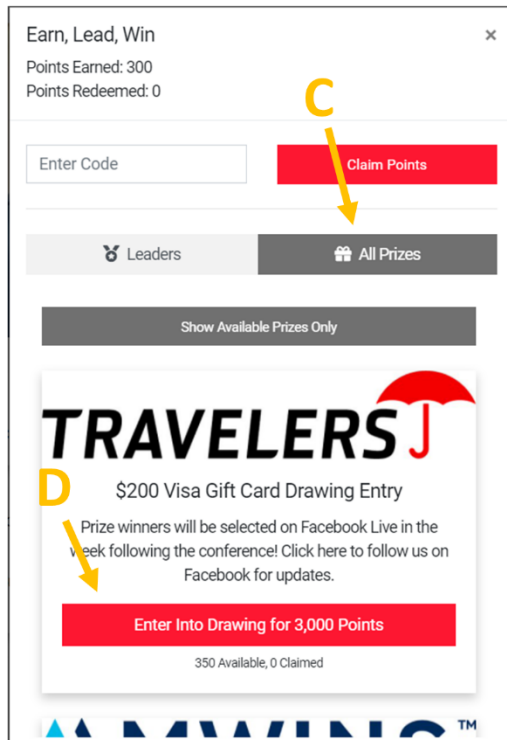 Earn, Lead, Win
×
Points Earned: 300
Points Redeemed: 0
C
Enter Code
Claim Points
Leaders
All Prizes
Show Available Prizes Only
TRAVELERS
D
$200 Visa Gift Card Drawing Entry
Prize winners will be selected on Facebook Live in the
week following the conference! Click here to follow us on
Facebook for updates.
Enter Into Drawing for 3,000 Points
350 Available, 0 Claimed
AMWINS™